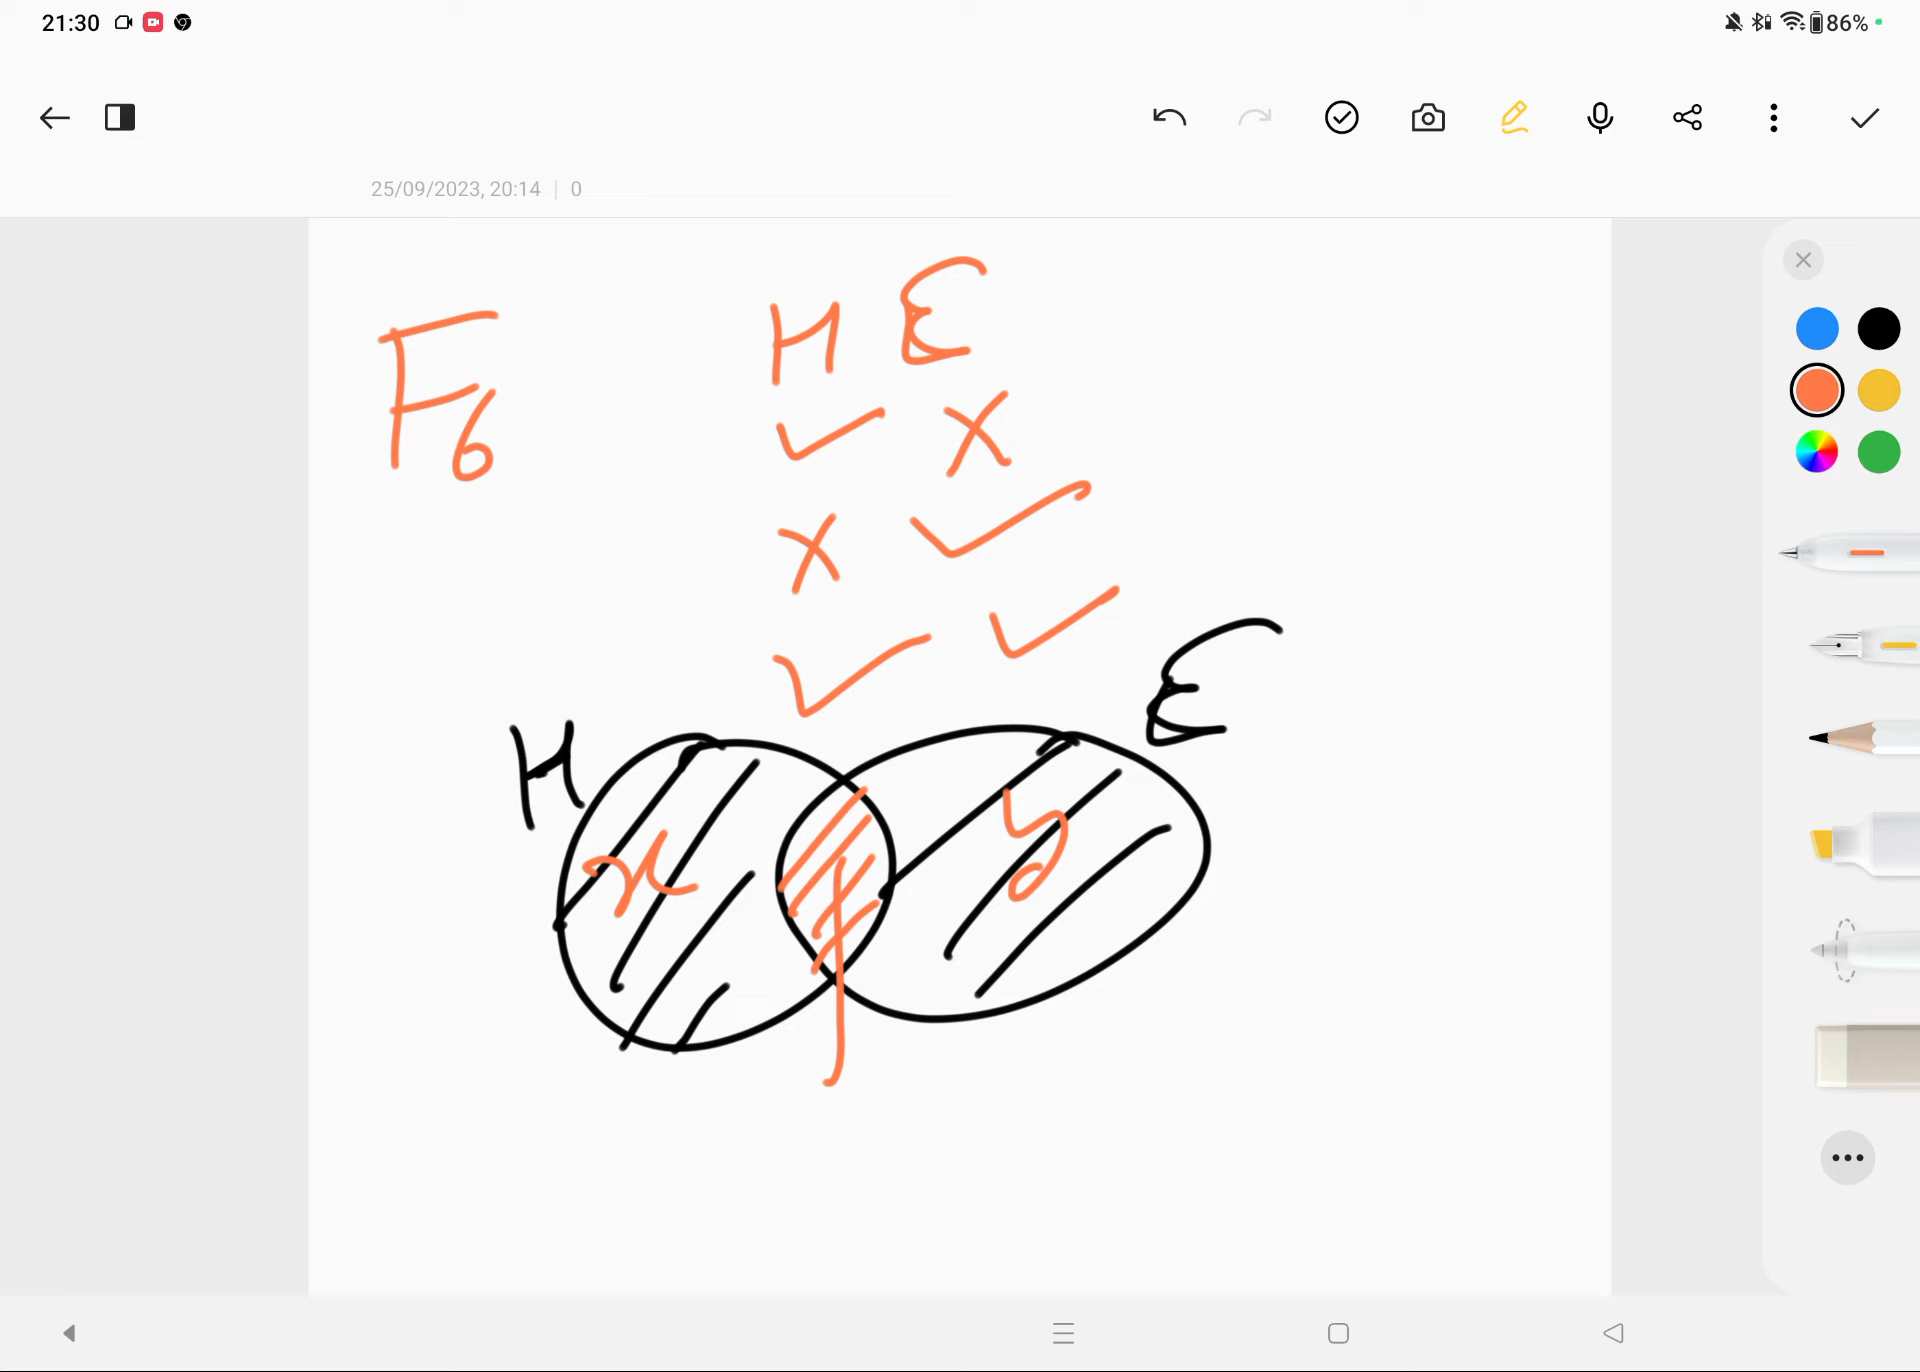 21:30
86%
25/09/2023, 20:14 | 0
F6
H E
✓ X
X ✓
✓ ✓
H E
x y